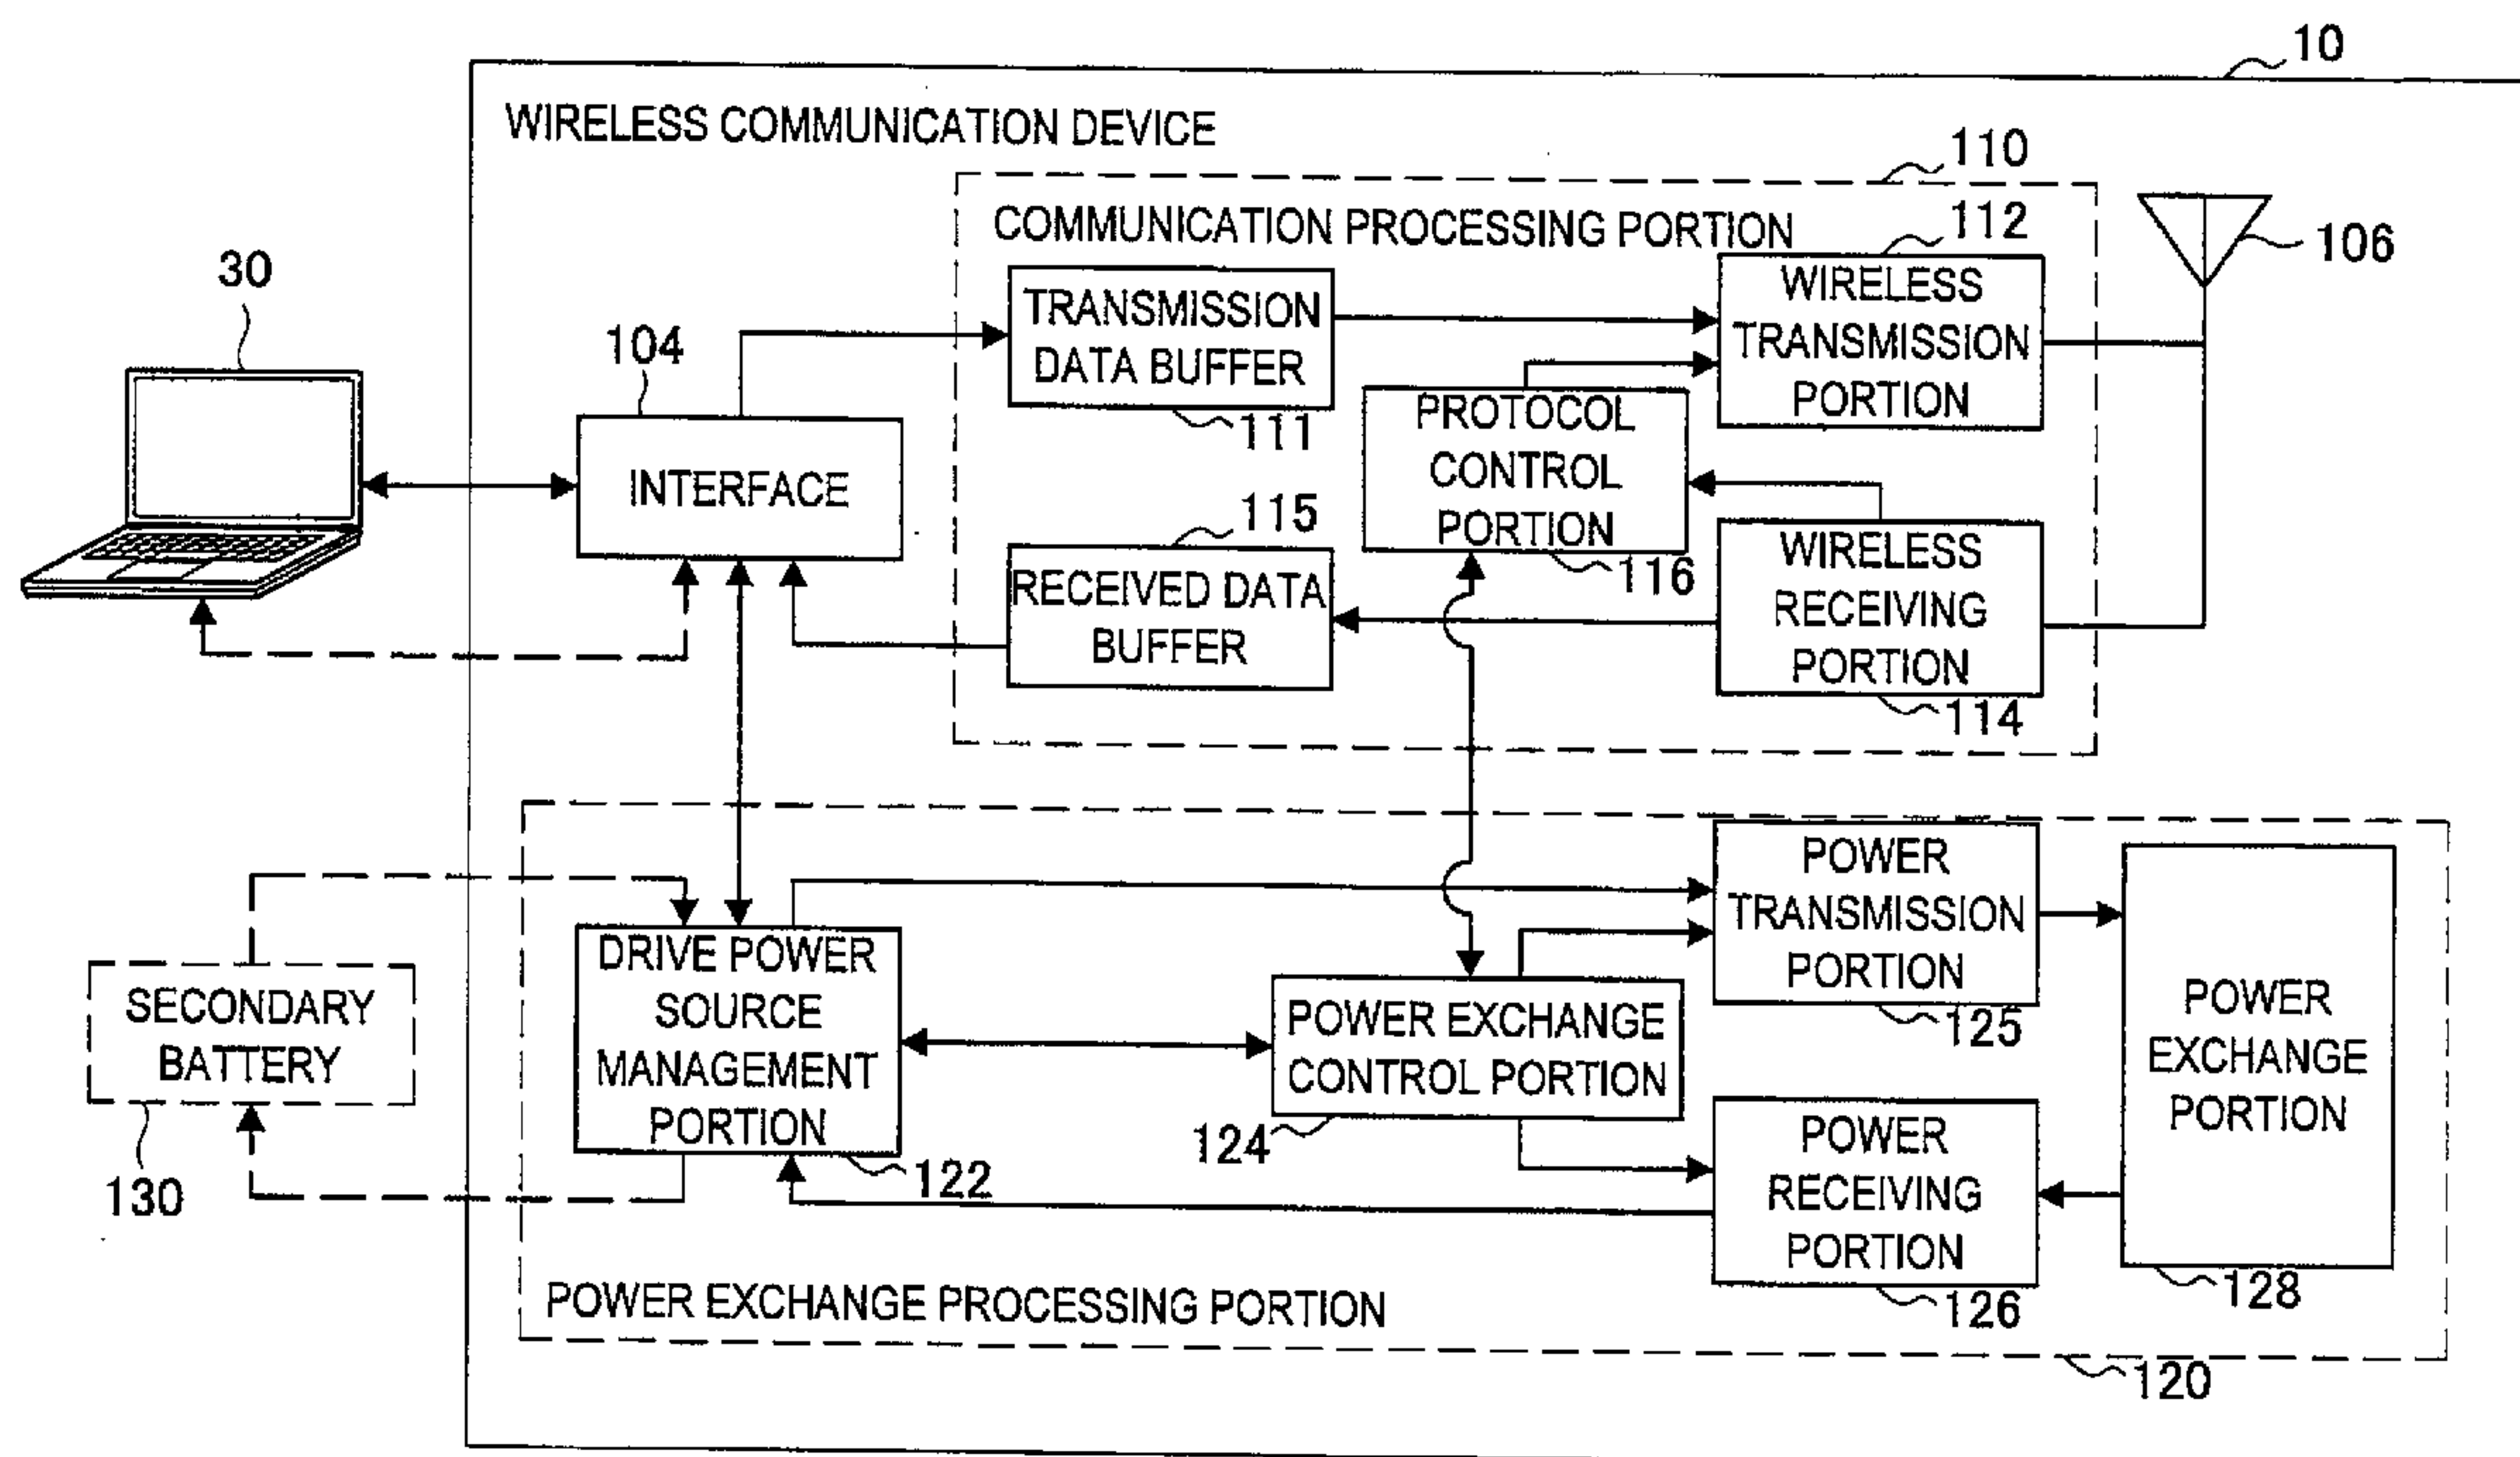 10
WIRELESS COMMUNICATION DEVICE
110
COMMUNICATION PROCESSING PORTION
112
106
30
104
TRANSMISSION
DATA BUFFER
111
WIRELESS
TRANSMISSION
PORTION
PROTOCOL
CONTROL
PORTION
116
INTERFACE
115
RECEIVED DATA
BUFFER
WIRELESS
RECEIVING
PORTION
114
SECONDARY
BATTERY
130
DRIVE POWER
SOURCE
MANAGEMENT
PORTION
122
POWER EXCHANGE
CONTROL PORTION
124
POWER
TRANSMISSION
PORTION
125
POWER
RECEIVING
PORTION
126
POWER
EXCHANGE
PORTION
128
POWER EXCHANGE PROCESSING PORTION
120